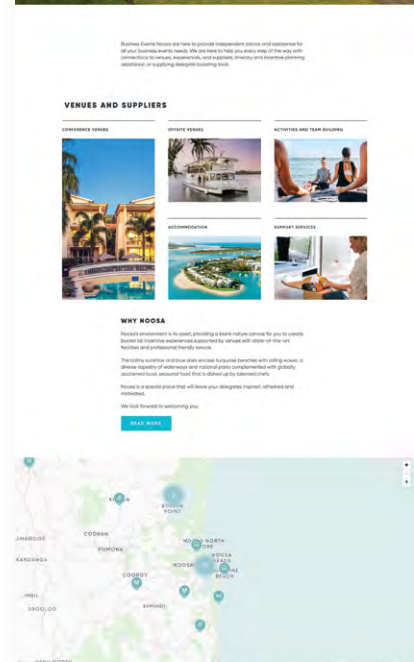 Business Events Noosa are here to provide independent advice and assistance for
all your business events needs. We are here to help you every step of the way with
connections to venues, experiences, and suppliers, itinerary and incentive planning
assistance, or supplying delegate boosting tools.
VENUES AND SUPPLIERS
CONFERENCE VENUES
OFFSITE VENUES
ACTIVITIES AND TEAM BUILDING
ACCOMMODATION
SUPPORT SERVICES
WHY NOOSA
Noosa's environment is its asset, providing a blank nature canvas for you to create
bucket list incentive experiences supported by venues with state-of-the-art
facilities and professional friendly service.
The balmy sunshine and blue skies encase turquoise beaches with rolling waves, a
diverse tapestry of waterways and national parks complemented with globally
acclaimed local, seasonal food that is dished up by talented chefs.
Noosa is a special place that will leave your delegates inspired, refreshed and
motivated.
We look forward to welcoming you.
READ MORE
BOREEN
POINT
COORAN
AMAMOOR
POMONA
NORTH
NOOSA
HEADS
KANDANGA
NOOSA
BEACH
COOROY
IMBIL
EUMUNDI
BROOLOO
KENILWORTH